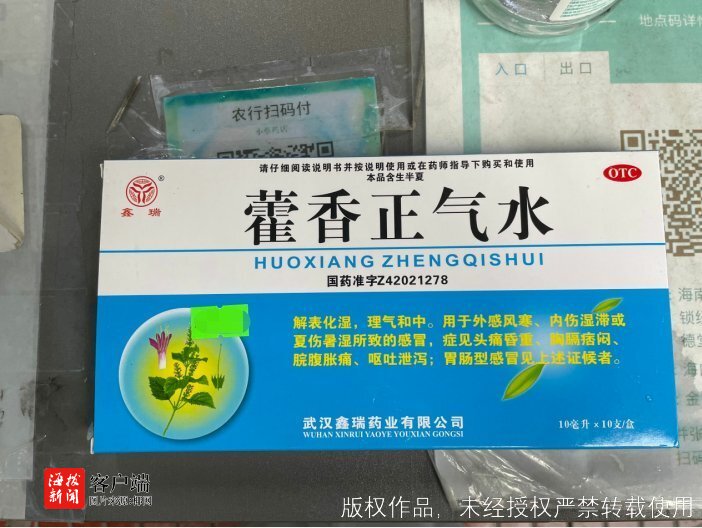 地点码详情
入口 出口
农行扫码付
请仔细阅读说明书并按说明使用或在药师指导下购买和使用
本品含生半夏
OTC
鑫瑞
藿香正气水
HUOXIANG ZHENGQISHUI
国药准字Z42021278
解表化湿，理气和中。用于外感风寒、内伤湿滞或
夏伤暑湿所致的感冒，症见头痛昏重、胸膈痞闷、
脘腹胀痛、呕吐泄泻；胃肠型感冒见上述证候者。
武汉鑫瑞药业有限公司
WUHAN XINRUI YAOYE YOUXIAN GONGSI
10毫升×10支/盒
海南
海拔新闻
客户端
版权作品，未经授权严禁转载使用